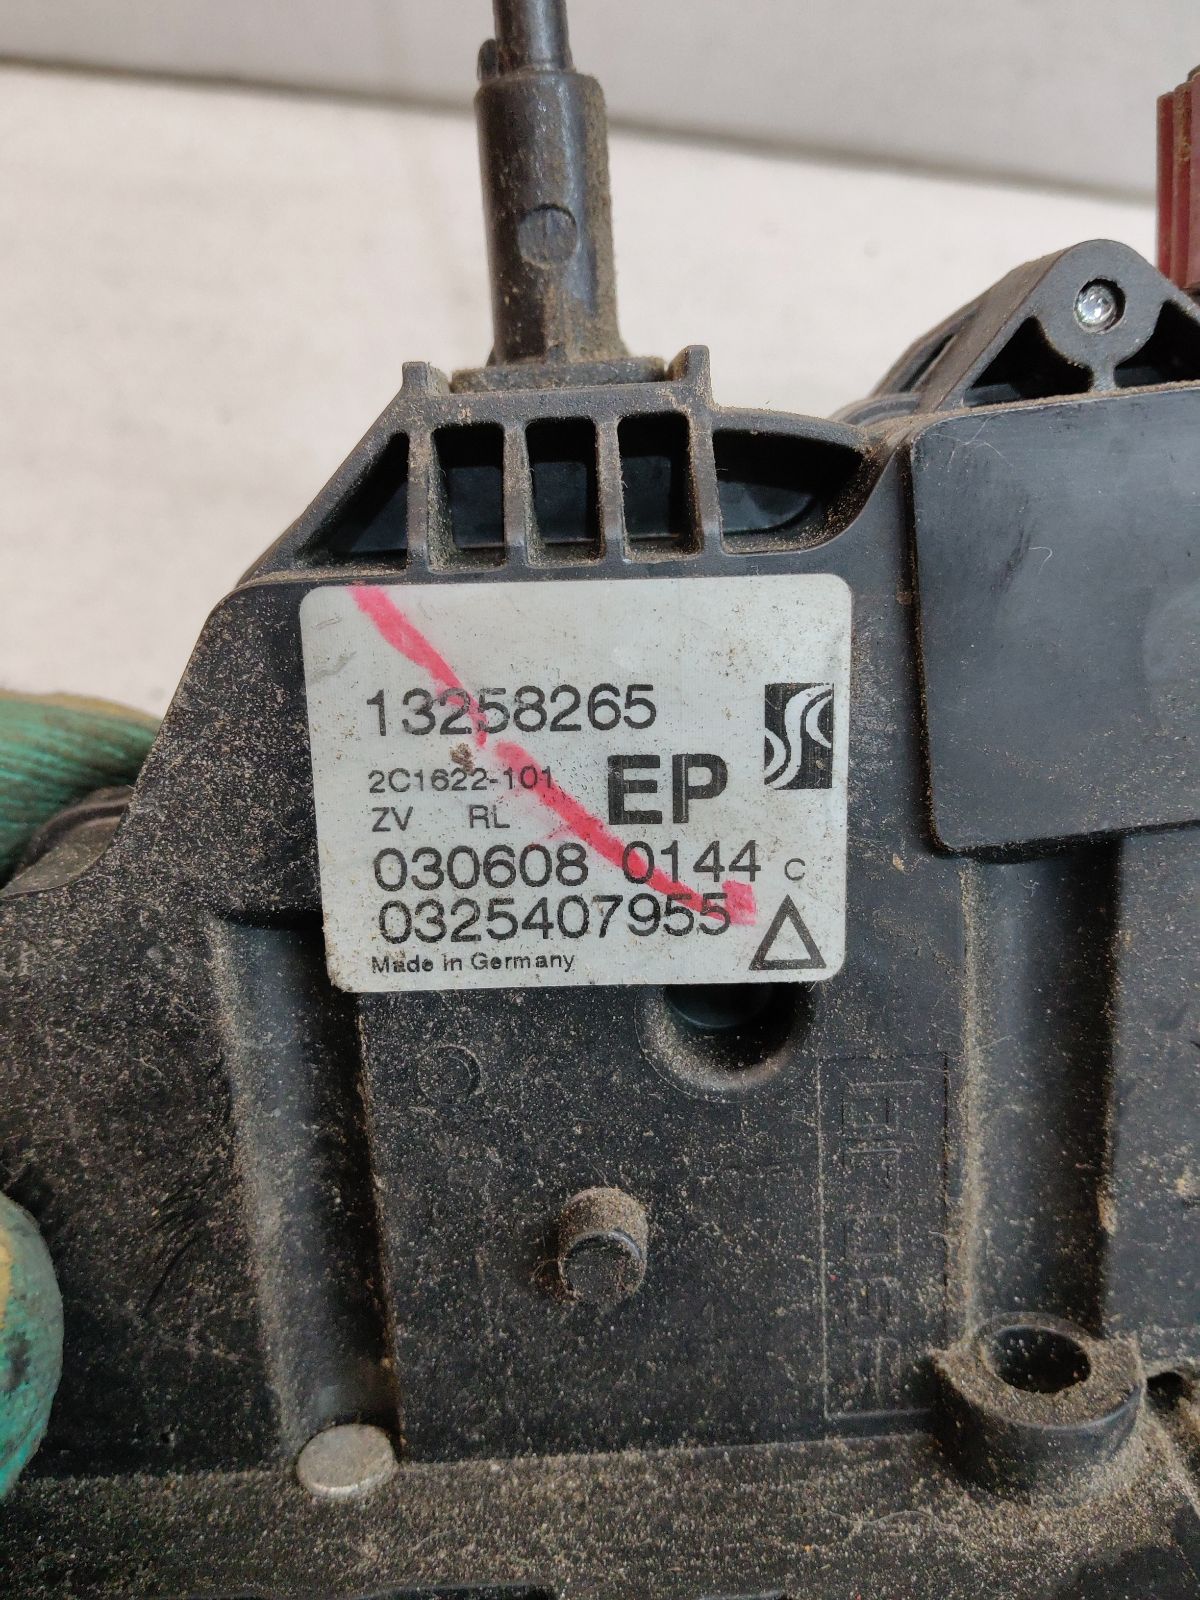 13258265
2C1622-101
EP
ZV RL
030608 0144 C
0325407955
Made in Germany